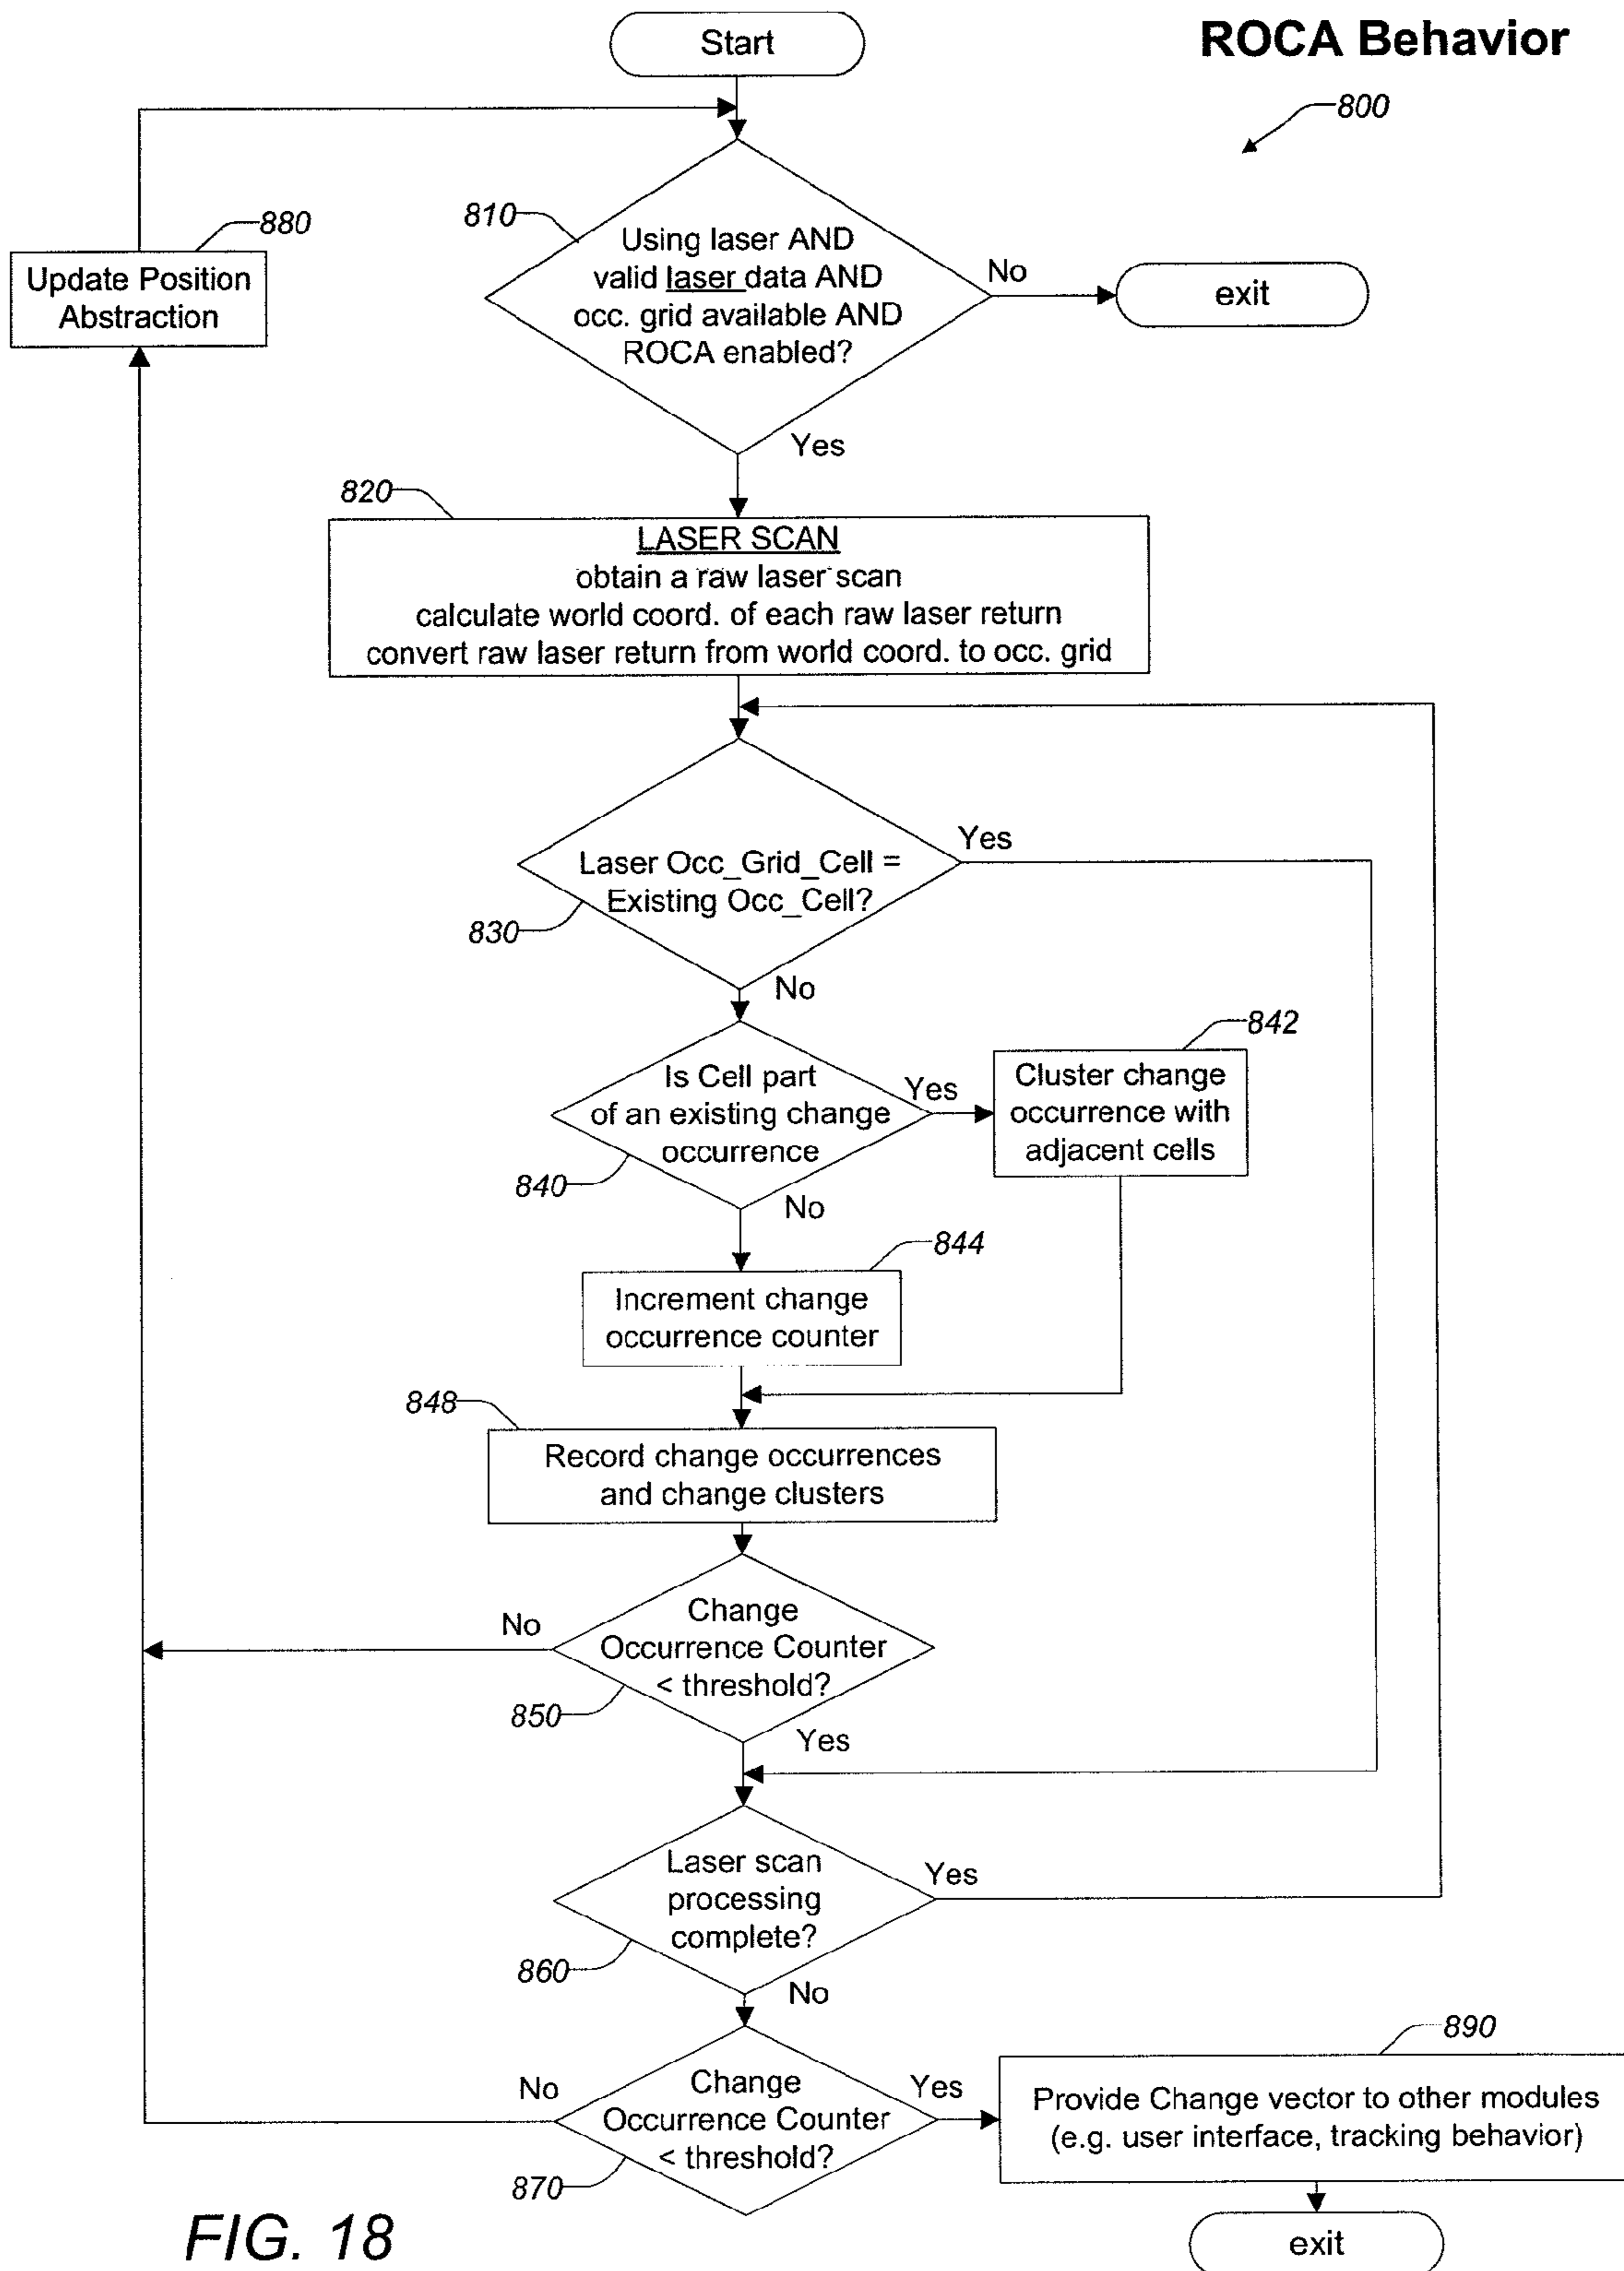 ROCA Behavior
800
Start
880
Update Position
Abstraction
810
Using laser AND
valid laser data AND
occ. grid available AND
ROCA enabled?
No
exit
Yes
820
LASER SCAN
obtain a raw laser scan
calculate world coord. of each raw laser return
convert raw laser return from world coord. to occ. grid
Laser Occ_Grid_Cell =
Existing Occ_Cell?
Yes
830
No
Is Cell part
of an existing change
occurrence
840
Yes
842
Cluster change
occurrence with
adjacent cells
No
844
Increment change
occurrence counter
848
Record change occurrences
and change clusters
No
Change
Occurrence Counter
< threshold?
850
Yes
Laser scan
processing
complete?
Yes
860
No
No
Change
Occurrence Counter
< threshold?
870
Yes
890
Provide Change vector to other modules
(e.g. user interface, tracking behavior)
exit
FIG. 18